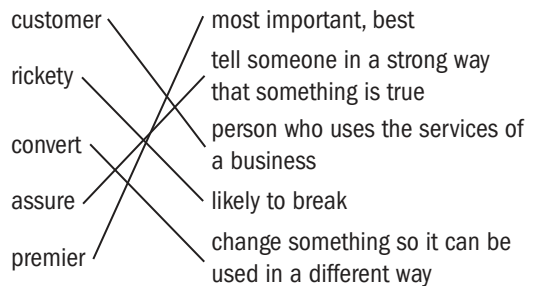 customer
rickety
convert
assure
premier
most important, best
tell someone in a strong way
that something is true
person who uses the services of
a business
likely to break
change something so it can be
used in a different way